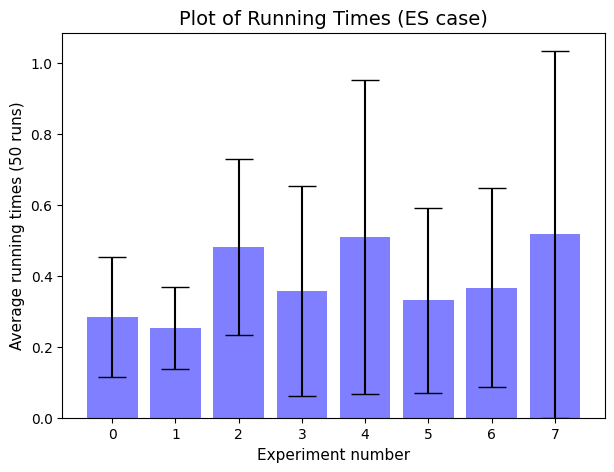 Plot of Running Times (ES case)
Average running times (50 runs)
1.0
0.8
0.6
0.4
0.2
0.0
0 1 2 3 4 5 6 7
Experiment number